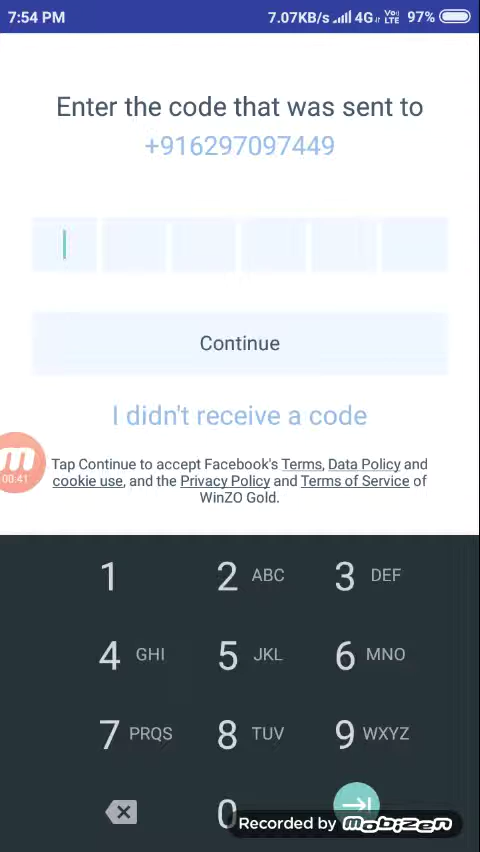 7:54 PM 7.07KB/s 4G VoLTE 97%
Enter the code that was sent to
+916297097449
Continue
I didn't receive a code
00:41
Tap Continue to accept Facebook's Terms, Data Policy and
cookie use, and the Privacy Policy and Terms of Service of
WinZO Gold.
1 2 ABC 3 DEF
4 GHI 5 JKL 6 MNO
7 PRQS 8 TUV 9 WXYZ
0
Recorded by mobizen